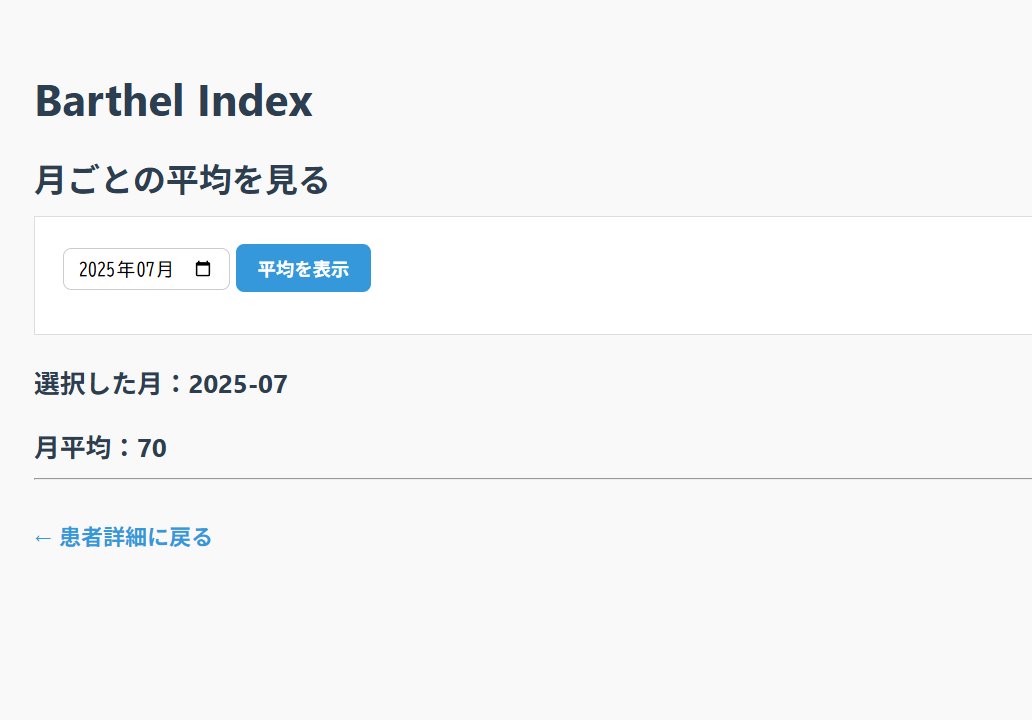 Barthel Index
月ごとの平均を見る
2025年07月 平均を表示
選択した月：2025-07
月平均：70
← 患者詳細に戻る